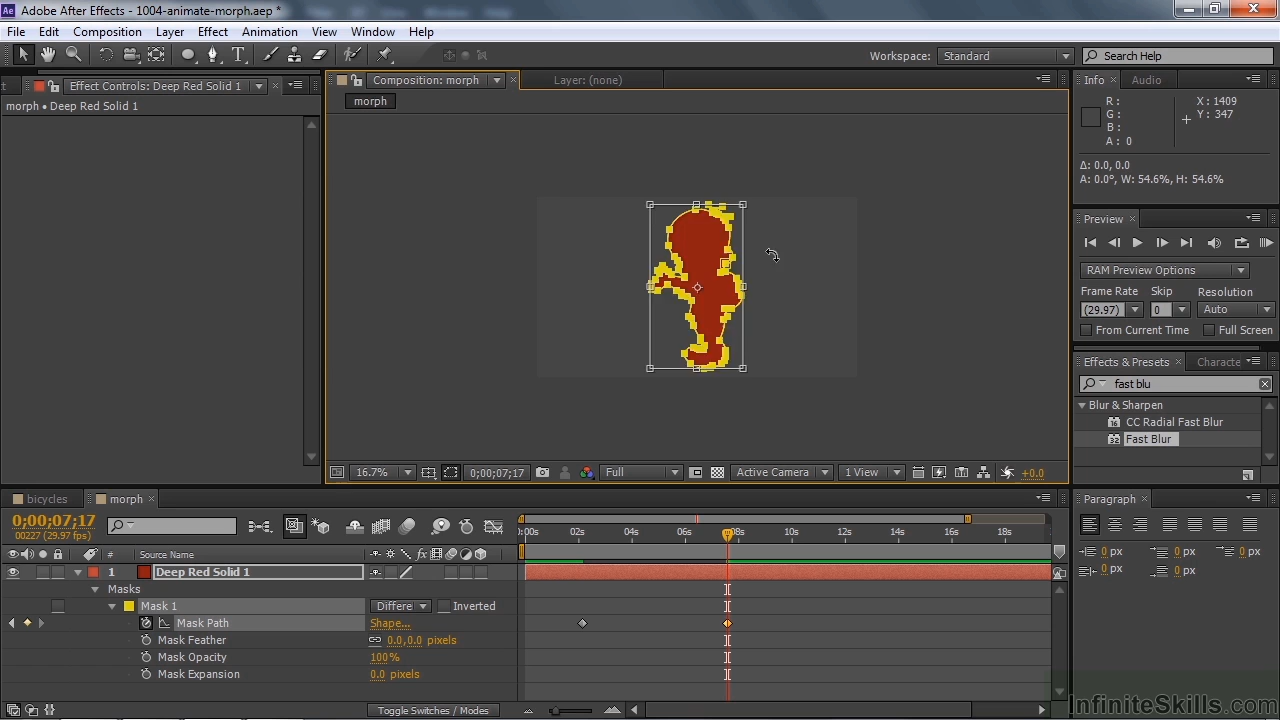 Ae Adobe After Effects - 1004-animate-morph.aep *
File Edit Composition Layer Effect Animation View Window Help
Workspace: Standard Search Help
t Effect Controls: Deep Red Solid 1
Composition: morph Layer: (none)
Info Audio
morph • Deep Red Solid 1
morph
R : X : 1409
G : Y : 347
B :
A : 0
Δ: 0.0, 0.0
A: 0.0°, W: 54.6%, H: 54.6%
Preview
RAM Preview Options
Frame Rate Skip Resolution
(29.97) 0 Auto
From Current Time Full Screen
Effects & Presets Characte
fast blu
Blur & Sharpen
16 CC Radial Fast Blur
32 Fast Blur
16.7% 0;00;07;17 Full Active Camera 1 View +0.0
bicycles morph
Paragraph
0;00;07;17
00227 (29.97 fps)
0:00s 02s 04s 06s 08s 10s 12s 14s 16s 18s
# Source Name fx
1 Deep Red Solid 1
Masks
Mask 1 Differe Inverted
Mask Path Shape...
Mask Feather 0.0,0.0 pixels
Mask Opacity 100%
Mask Expansion 0.0 pixels
0 px 0 px 0 px
0 px 0 px
Toggle Switches / Modes
InfiniteSkills.com